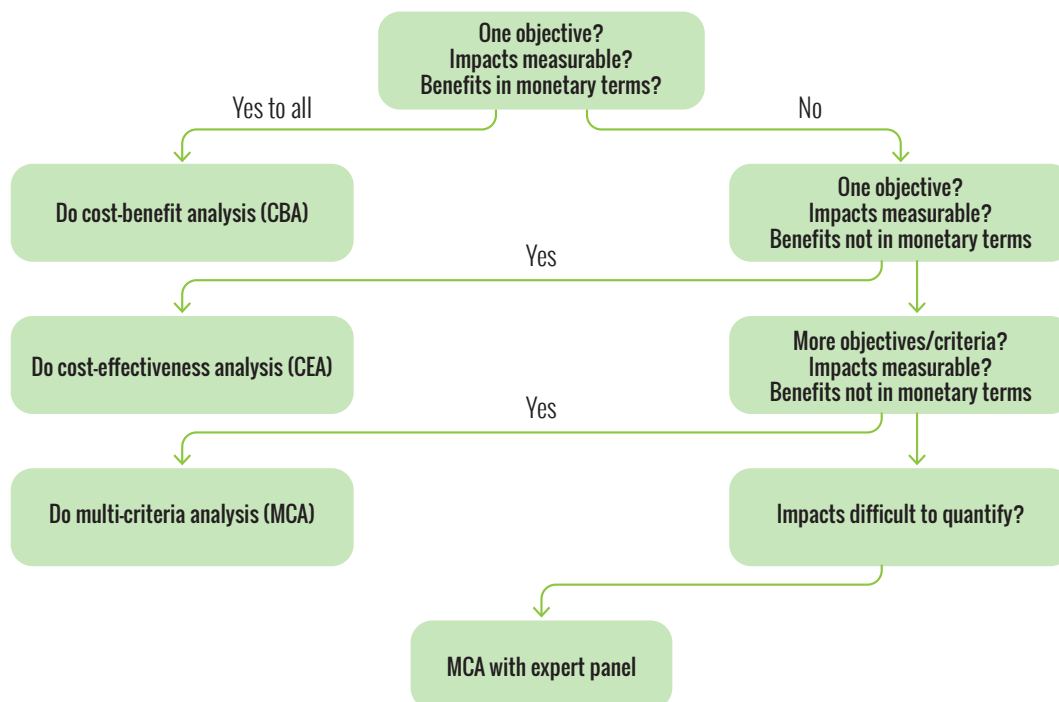 One objective?
Impacts measurable?
Benefits in monetary terms?
Yes to all
No
Do cost-benefit analysis (CBA)
One objective?
Impacts measurable?
Benefits not in monetary terms
Yes
Do cost-effectiveness analysis (CEA)
More objectives/criteria?
Impacts measurable?
Benefits not in monetary terms
Yes
Do multi-criteria analysis (MCA)
Impacts difficult to quantify?
MCA with expert panel